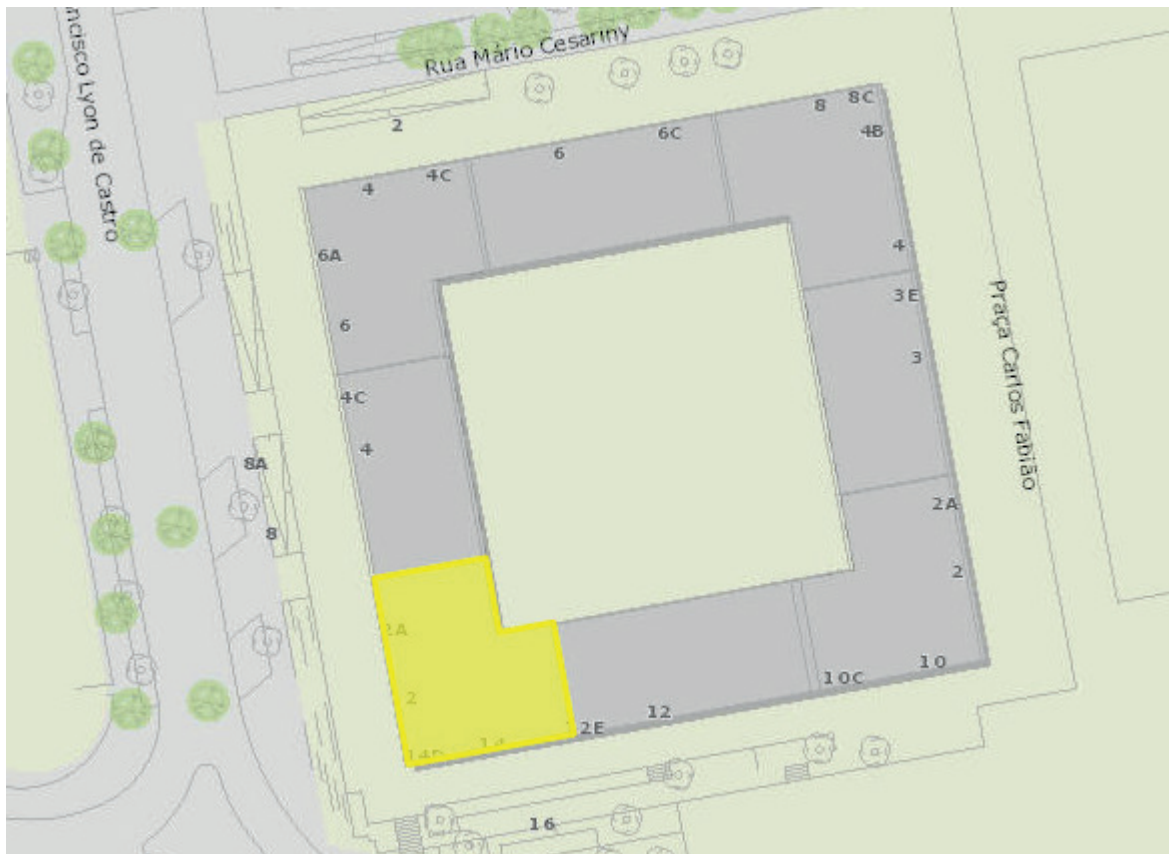 Rua Mário Cesariny
ncisco Lyon de Castro
2
8
8C
6C
4B
6
4C
4
6A
4
3E
6
3
Praça Carlos Fabião
4C
4
8A
2A
8
2
2A
2
10
10C
12
2E
14
16